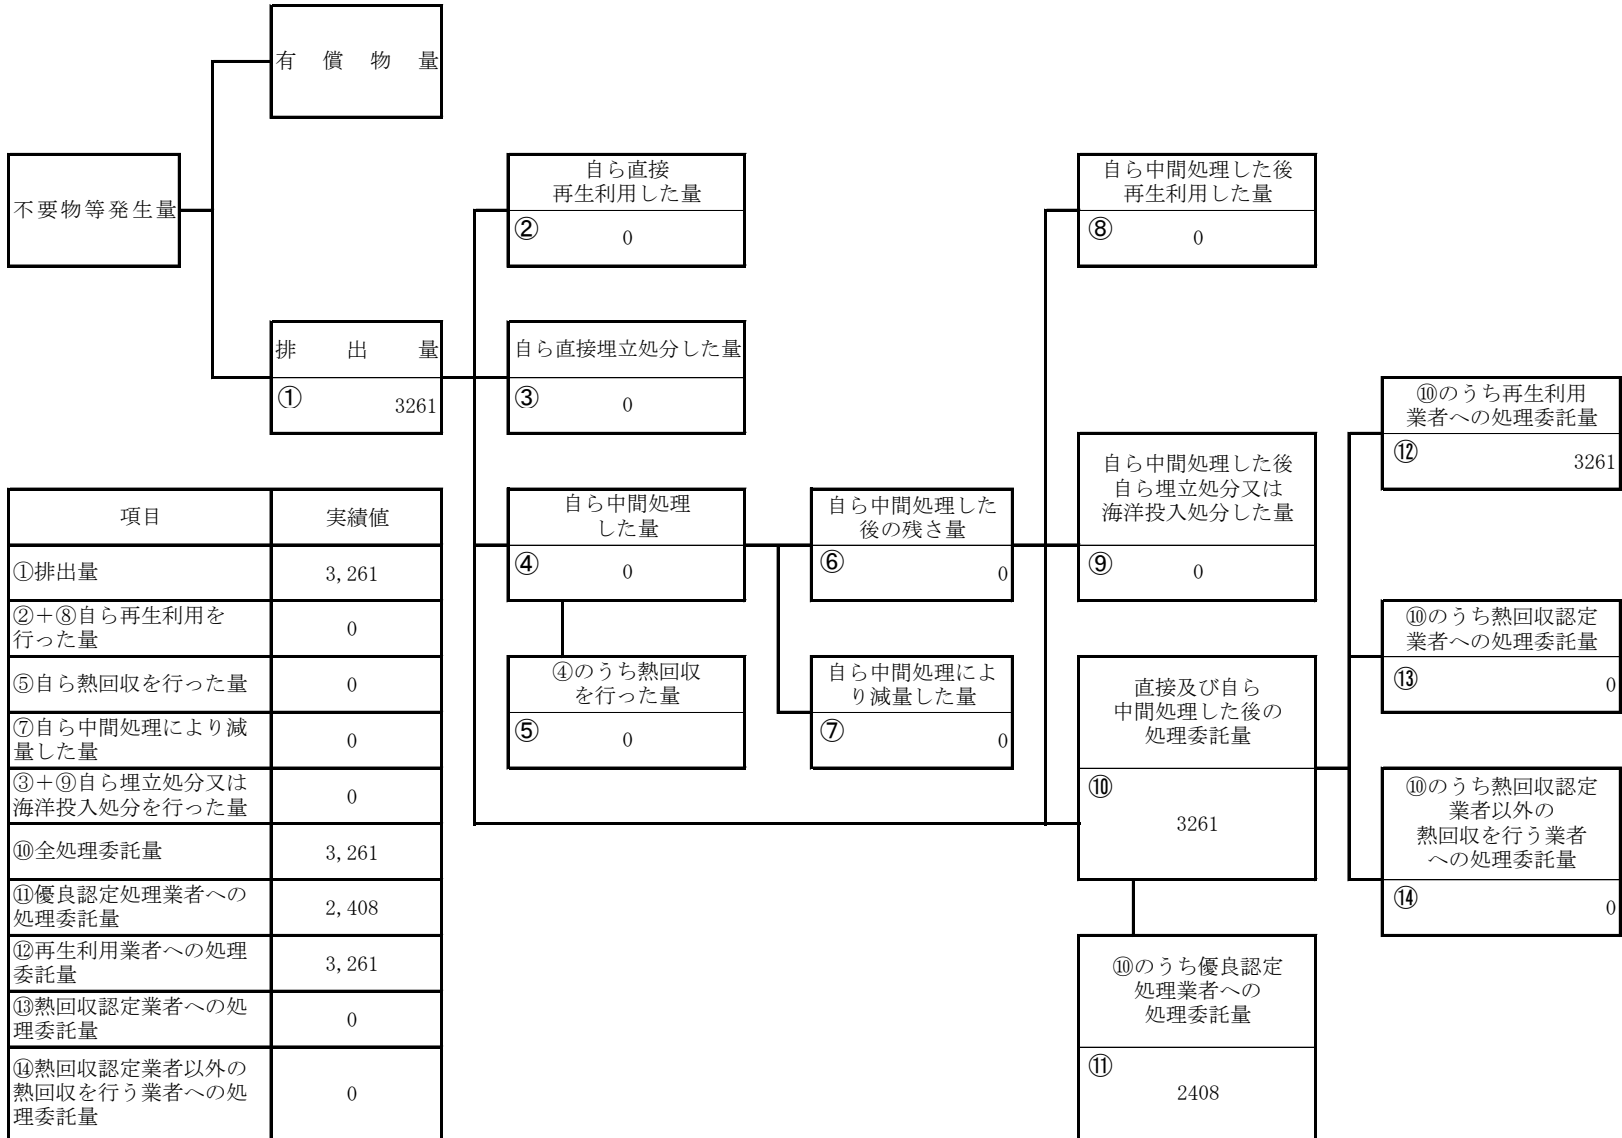 有償物量
不要物等発生量
排出量
①
3261
自ら直接
再生利用した量
②
0
自ら直接埋立処分した量
③
0
自ら中間処理
した量
④
0
④のうち熱回収
を行った量
⑤
0
自ら中間処理した
後の残さ量
⑥
0
自ら中間処理によ
り減量した量
⑦
0
自ら中間処理した後
再生利用した量
⑧
0
自ら中間処理した後
自ら埋立処分又は
海洋投入処分した量
⑨
0
直接及び自ら
中間処理した後の
処理委託量
⑩
3261
⑩のうち優良認定
処理業者への
処理委託量
⑪
2408
⑩のうち再生利用
業者への処理委託量
⑫
3261
⑩のうち熱回収認定
業者への処理委託量
⑬
0
⑩のうち熱回収認定
業者以外の
熱回収を行う業者
への処理委託量
⑭
0
項目 実績値
①排出量 3,261
②+⑧自ら再生利用を
行った量 0
⑤自ら熱回収を行った量 0
⑦自ら中間処理により減
量した量 0
③+⑨自ら埋立処分又は
海洋投入処分を行った量 0
⑩全処理委託量 3,261
⑪優良認定処理業者への
処理委託量 2,408
⑫再生利用業者への処理
委託量 3,261
⑬熱回収認定業者への処
理委託量 0
⑭熱回収認定業者以外の
熱回収を行う業者への処
理委託量 0